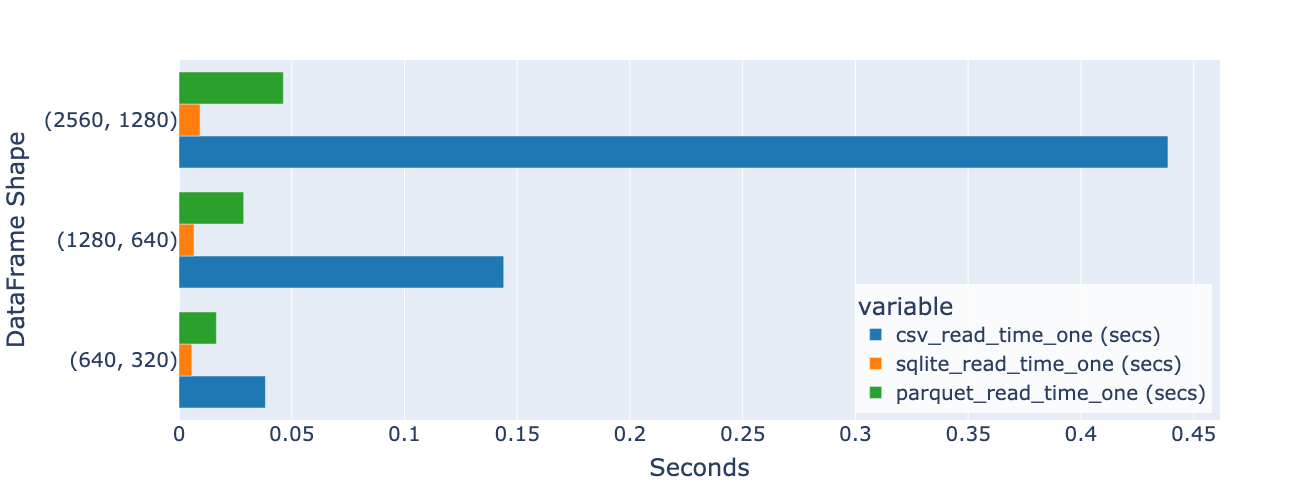 DataFrame Shape
(2560, 1280)
(1280, 640)
(640, 320)
variable
csv_read_time_one (secs)
sqlite_read_time_one (secs)
parquet_read_time_one (secs)
0 0.05 0.1 0.15 0.2 0.25 0.3 0.35 0.4 0.45
Seconds